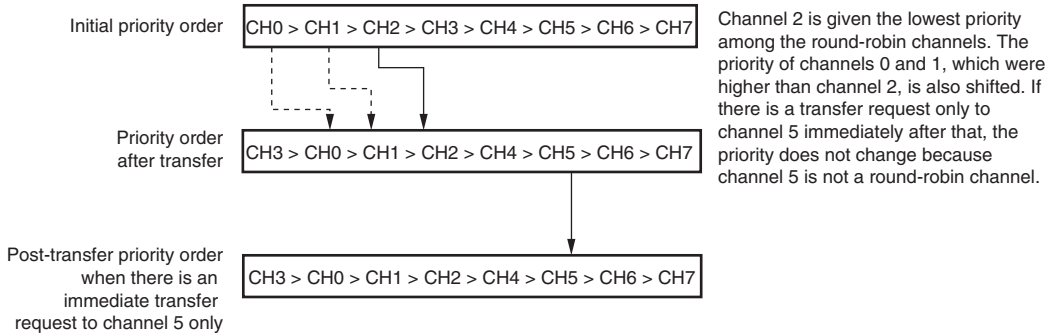 Initial priority order
CH0 > CH1 > CH2 > CH3 > CH4 > CH5 > CH6 > CH7
Channel 2 is given the lowest priority
among the round-robin channels. The
priority of channels 0 and 1, which were
higher than channel 2, is also shifted. If
there is a transfer request only to
channel 5 immediately after that, the
priority does not change because
channel 5 is not a round-robin channel.
Priority order
after transfer
CH3 > CH0 > CH1 > CH2 > CH4 > CH5 > CH6 > CH7
Post-transfer priority order
when there is an
immediate transfer
request to channel 5 only
CH3 > CH0 > CH1 > CH2 > CH4 > CH5 > CH6 > CH7